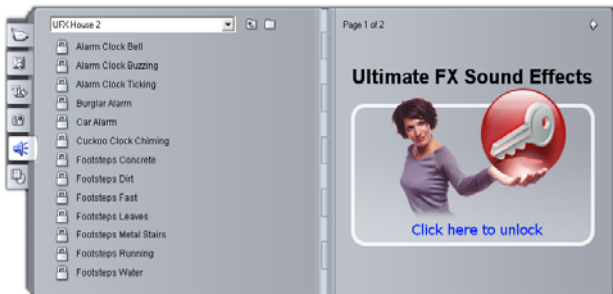 UFX House 2
Alarm Clock Bell
Alarm Clock Buzzing
Alarm Clock Ticking
Burglar Alarm
Car Alarm
Cuckoo Clock Chiming
Footsteps Concrete
Footsteps Dirt
Footsteps Fast
Footsteps Leaves
Footsteps Metal Stairs
Footsteps Running
Footsteps Water
Page 1 of 2
Ultimate FX Sound Effects
Click here to unlock